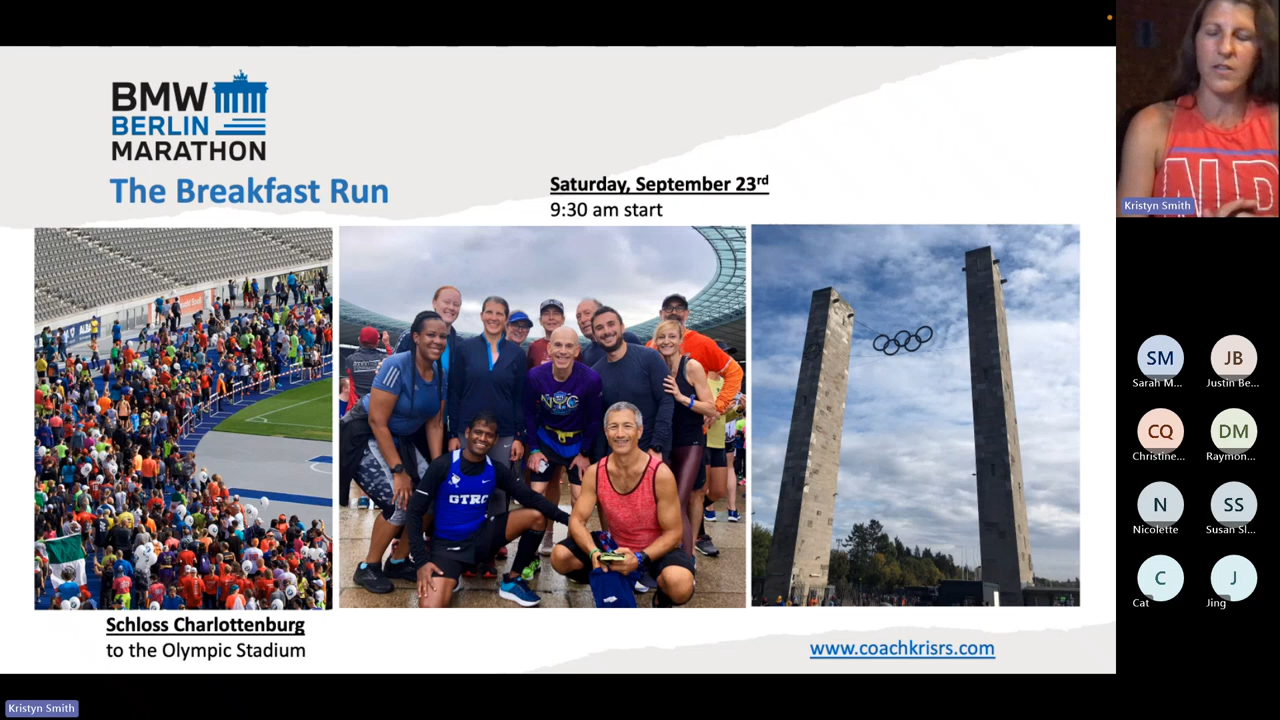 BMW
BERLIN
MARATHON
The Breakfast Run
Saturday, September 23rd
9:30 am start
GTRC
NYC
Schloss Charlottenburg
to the Olympic Stadium
www.coachkrisrs.com
Kristyn Smith
SM
Sarah M...
JB
Justin Be...
CQ
Christine...
DM
Raymon...
N
Nicolette
SS
Susan Sl...
C
Cat
J
Jing
Kristyn Smith